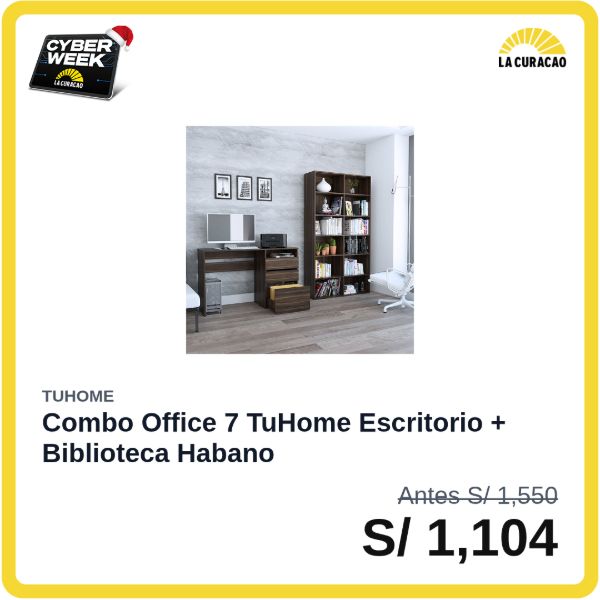 CYBER
WEEK
LA CURACAO
LA CURACAO
TUHOME
Combo Office 7 TuHome Escritorio +
Biblioteca Habano
Antes S/ 1,550
S/ 1,104